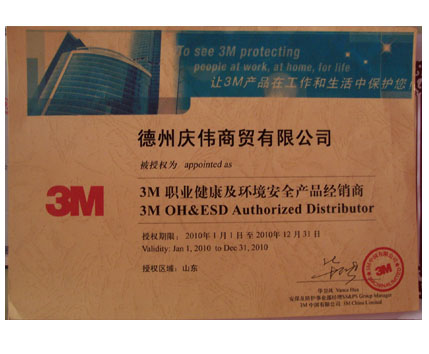 To see 3M protecting
people at work, at home, for life
让3M产品在工作和生活中保护您
德州庆伟商贸有限公司
被授权为 appointed as
3M
3M 职业健康及环境安全产品经销商
3M OH&ESD Authorized Distributor
授权期限： 2010年1月1日至2010年12月31日
Validity: Jan 1, 2010 to Dec 31, 2010
授权区域： 山东
3M
3M 中国有限公司 3M China Limited